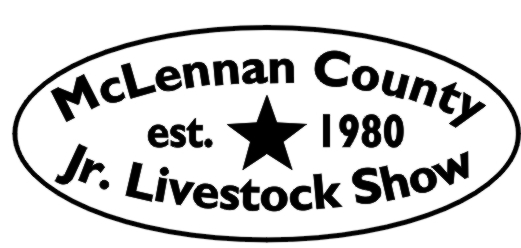 McLennan County
est. 1980
Jr. Livestock Show